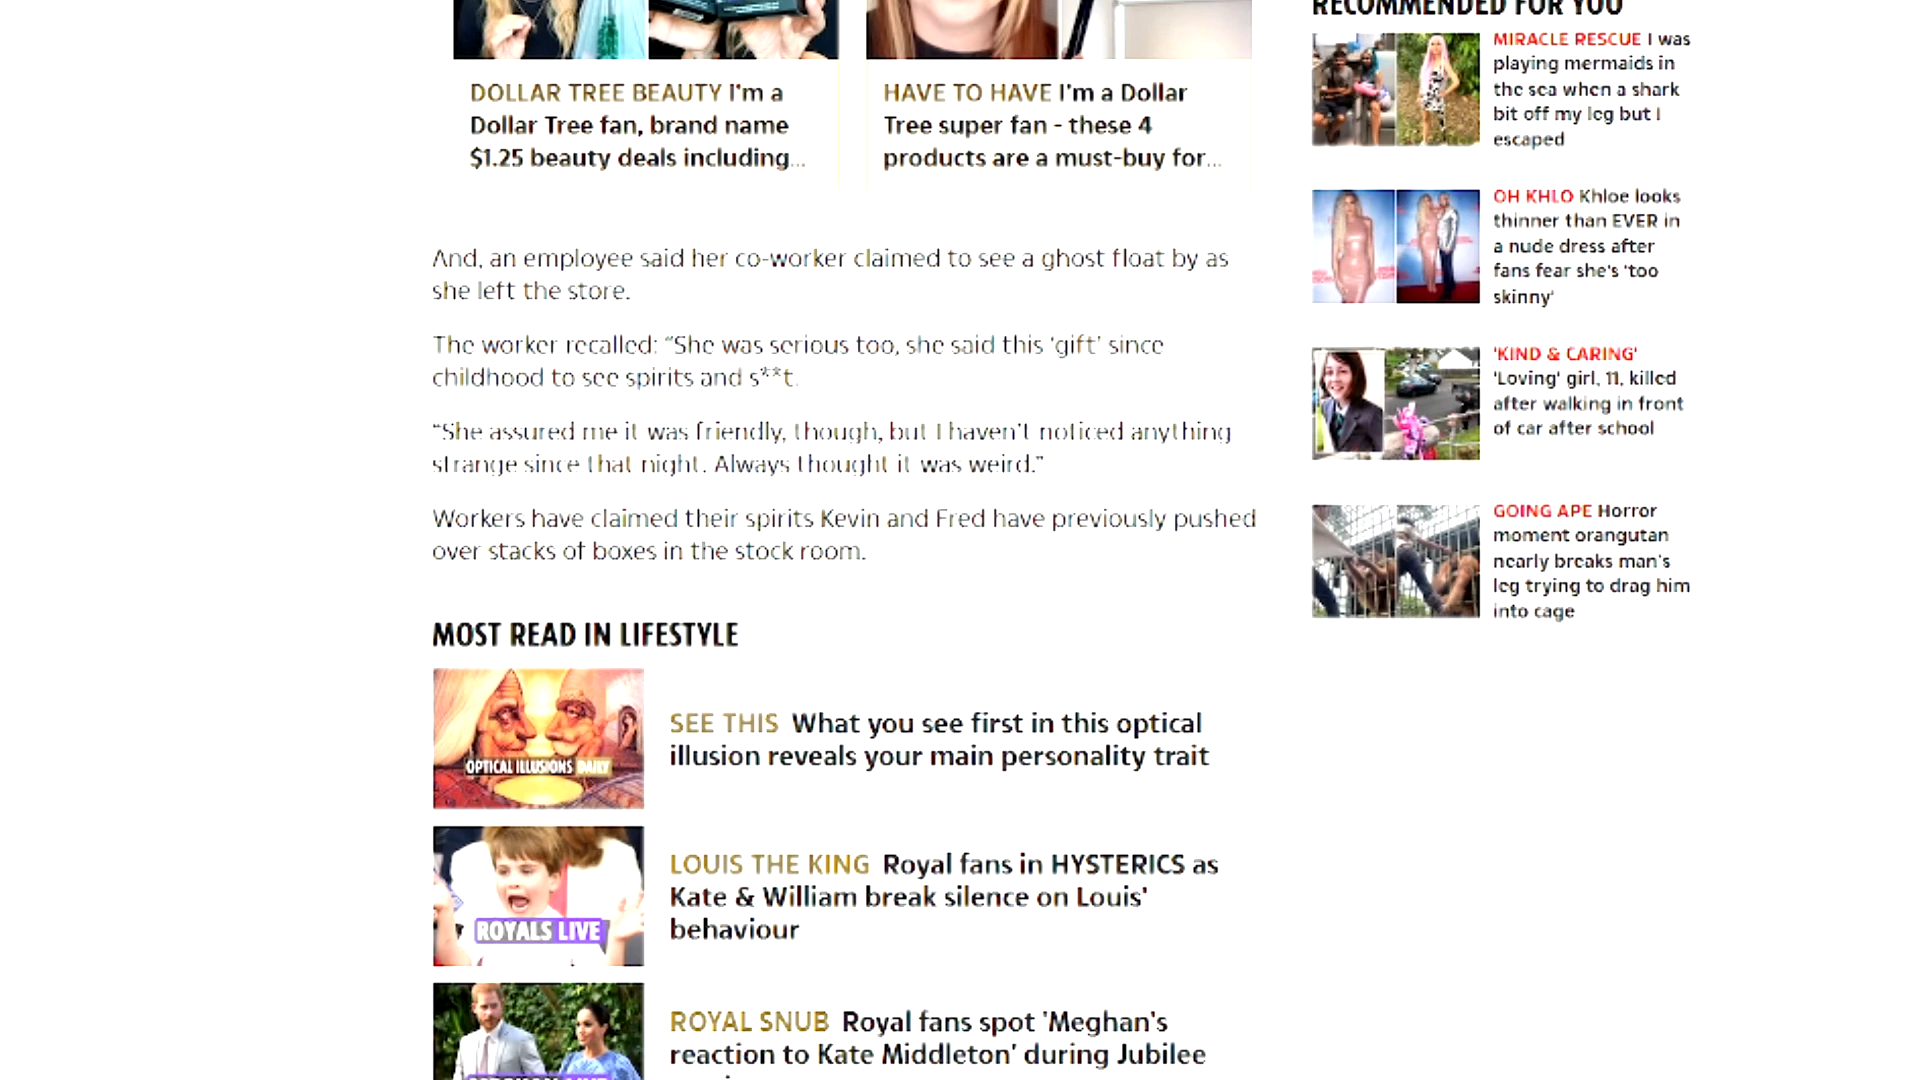 DOLLAR TREE BEAUTY I'm a
Dollar Tree fan, brand name
$1.25 beauty deals including...
HAVE TO HAVE I'm a Dollar
Tree super fan - these 4
products are a must-buy for...
And, an employee said her co-worker claimed to see a ghost float by as
she left the store.
The worker recalled: “She was serious too, she said this ‘gift’ since
childhood to see spirits and s**t.
“She assured me it was friendly, though, but I haven’t noticed anything
strange since that night. Always thought it was weird.”
Workers have claimed their spirits Kevin and Fred have previously pushed
over stacks of boxes in the stock room.
MOST READ IN LIFESTYLE
OPTICAL ILLUSIONS DAILY
SEE THIS What you see first in this optical
illusion reveals your main personality trait
ROYALS LIVE
LOUIS THE KING Royal fans in HYSTERICS as
Kate & William break silence on Louis'
behaviour
ROYAL SNUB Royal fans spot 'Meghan's
reaction to Kate Middleton' during Jubilee
RECOMMENDED FOR YOU
MIRACLE RESCUE I was
playing mermaids in
the sea when a shark
bit off my leg but I
escaped
OH KHLO Khloe looks
thinner than EVER in
a nude dress after
fans fear she's 'too
skinny'
'KIND & CARING'
'Loving' girl, 11, killed
after walking in front
of car after school
GOING APE Horror
moment orangutan
nearly breaks man's
leg trying to drag him
into cage